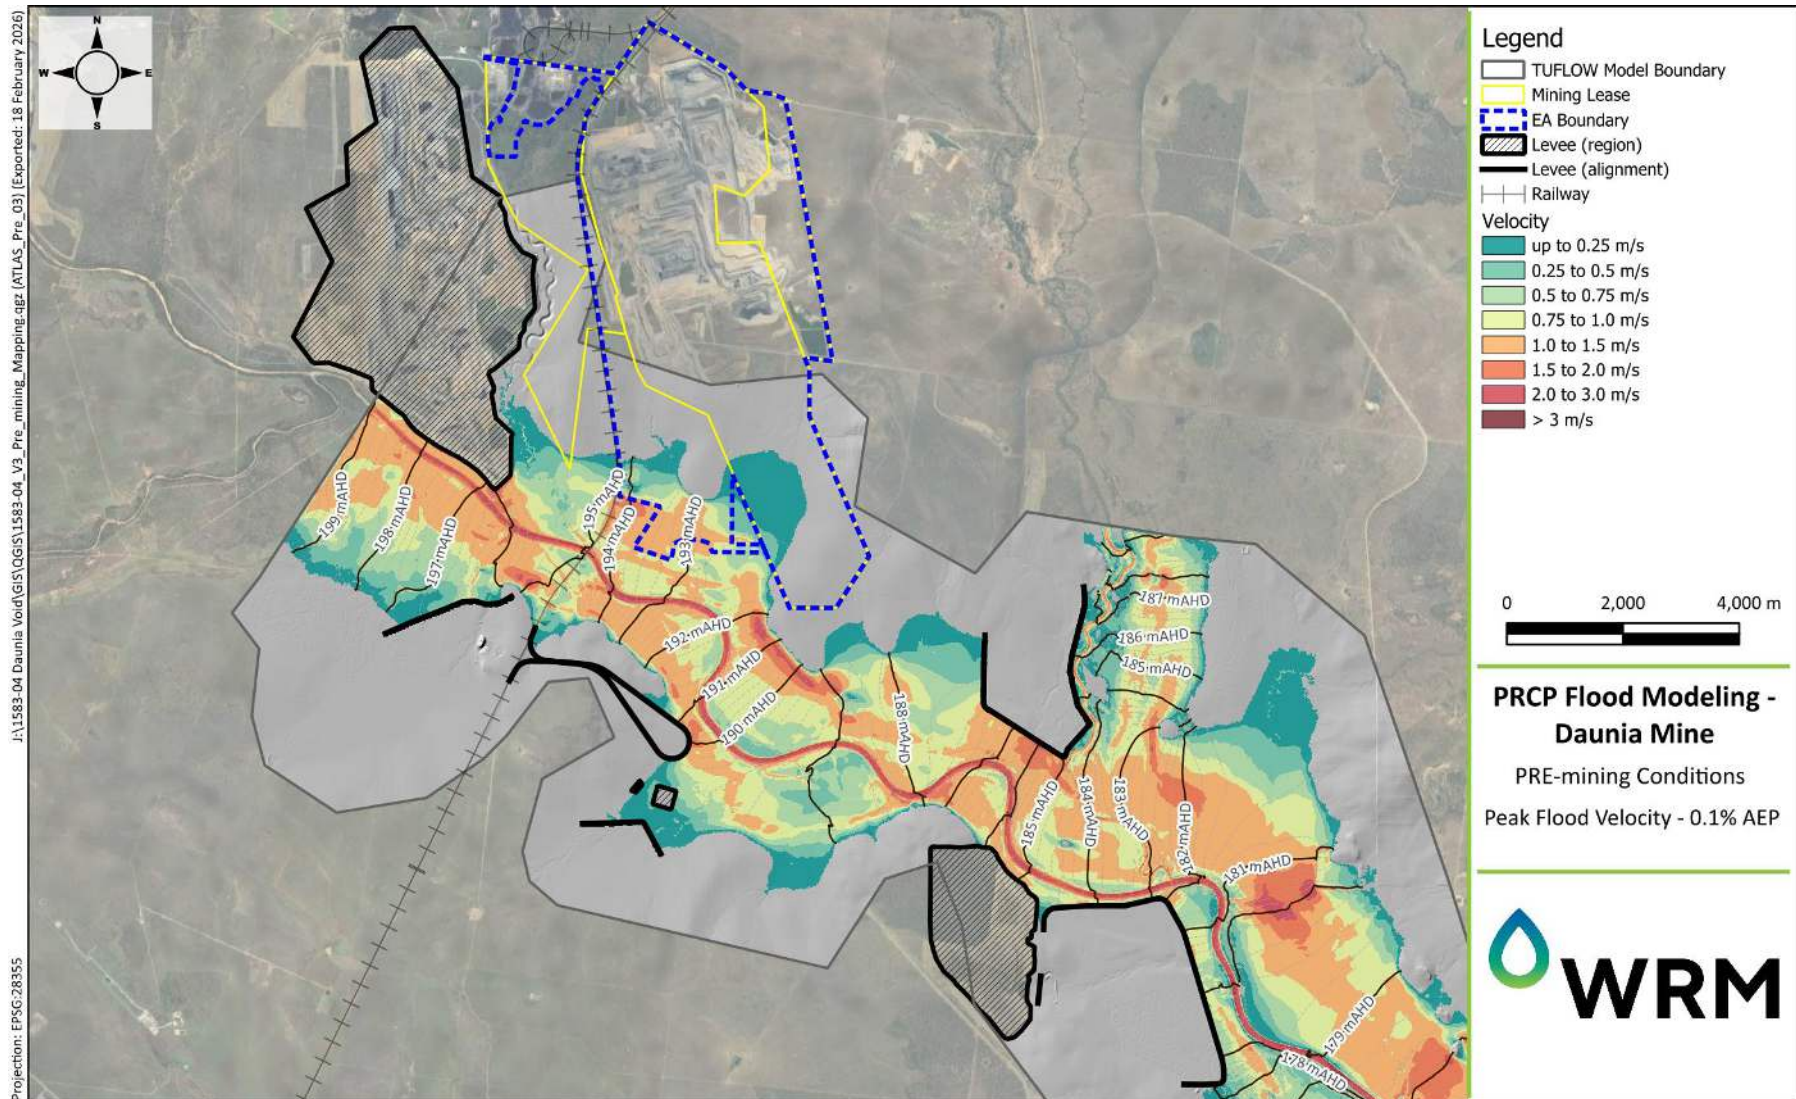 J:\1583-04 Daunia Void\GIS\QGIS\1583-04_V3_Pre_mining_Mapping.qgz (ATLAS_Pre_03) [Exported: 18 February 2026]
Projection: EPSG:28355
N
W
E
S
199 mAHD
198 mAHD
197 mAHD
195 mAHD
194 mAHD
193 mAHD
192 mAHD
191 mAHD
190 mAHD
188 mAHD
187 mAHD
186 mAHD
185 mAHD
185 mAHD
184 mAHD
183 mAHD
182 mAHD
181 mAHD
179 mAHD
178 mAHD
Legend
TUFLOW Model Boundary
Mining Lease
EA Boundary
Levee (region)
Levee (alignment)
Railway
Velocity
up to 0.25 m/s
0.25 to 0.5 m/s
0.5 to 0.75 m/s
0.75 to 1.0 m/s
1.0 to 1.5 m/s
1.5 to 2.0 m/s
2.0 to 3.0 m/s
> 3 m/s
0 2,000 4,000 m
PRCP Flood Modeling -
Daunia Mine
PRE-mining Conditions
Peak Flood Velocity - 0.1% AEP
WRM